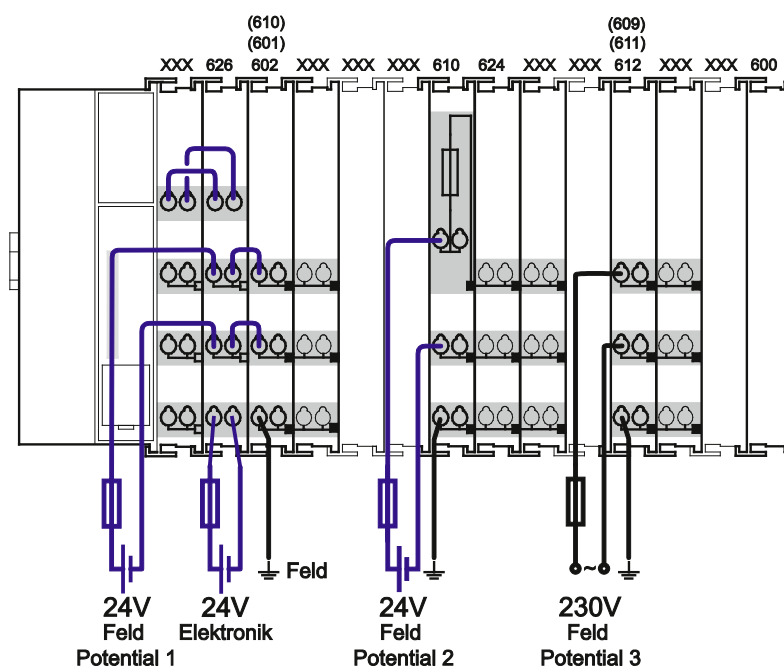 (610) (609)
(601) (611)
XXX 626 602 XXX XXX XXX 610 624 XXX XXX 612 XXX XXX 600
~
Feld
24V 24V 24V 230V
Feld Elektronik Feld Feld
Potential 1 Potential 2 Potential 3